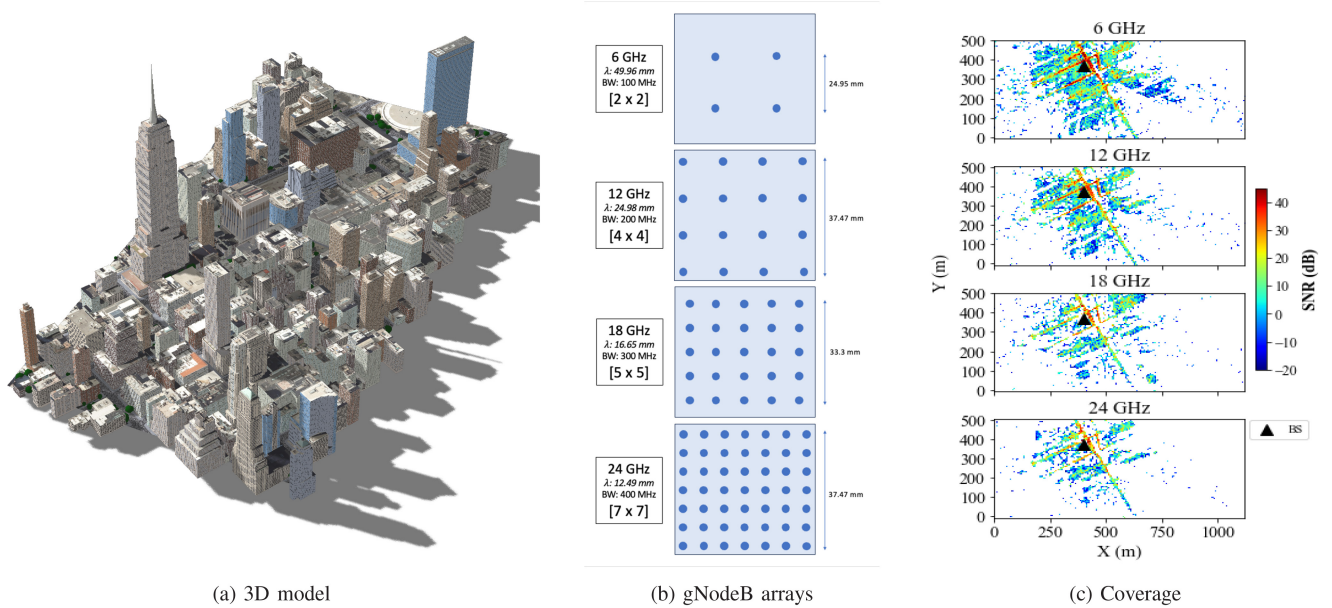 6 GHz
λ: 49.96 mm
BW: 100 MHz
[2 x 2]
24.95 mm
12 GHz
λ: 24.98 mm
BW: 200 MHz
[4 x 4]
37.47 mm
18 GHz
λ: 16.65 mm
BW: 300 MHz
[5 x 5]
33.3 mm
24 GHz
λ: 12.49 mm
BW: 400 MHz
[7 x 7]
37.47 mm
6 GHz
500
400
300
200
100
0
12 GHz
500
400
300
200
100
0
18 GHz
500
400
300
200
100
0
24 GHz
500
400
300
200
100
0
0 250 500 750 1000
X (m)
Y (m)
40
30
20
10
0
−10
−20
SNR (dB)
BS
(a) 3D model
(b) gNodeB arrays
(c) Coverage